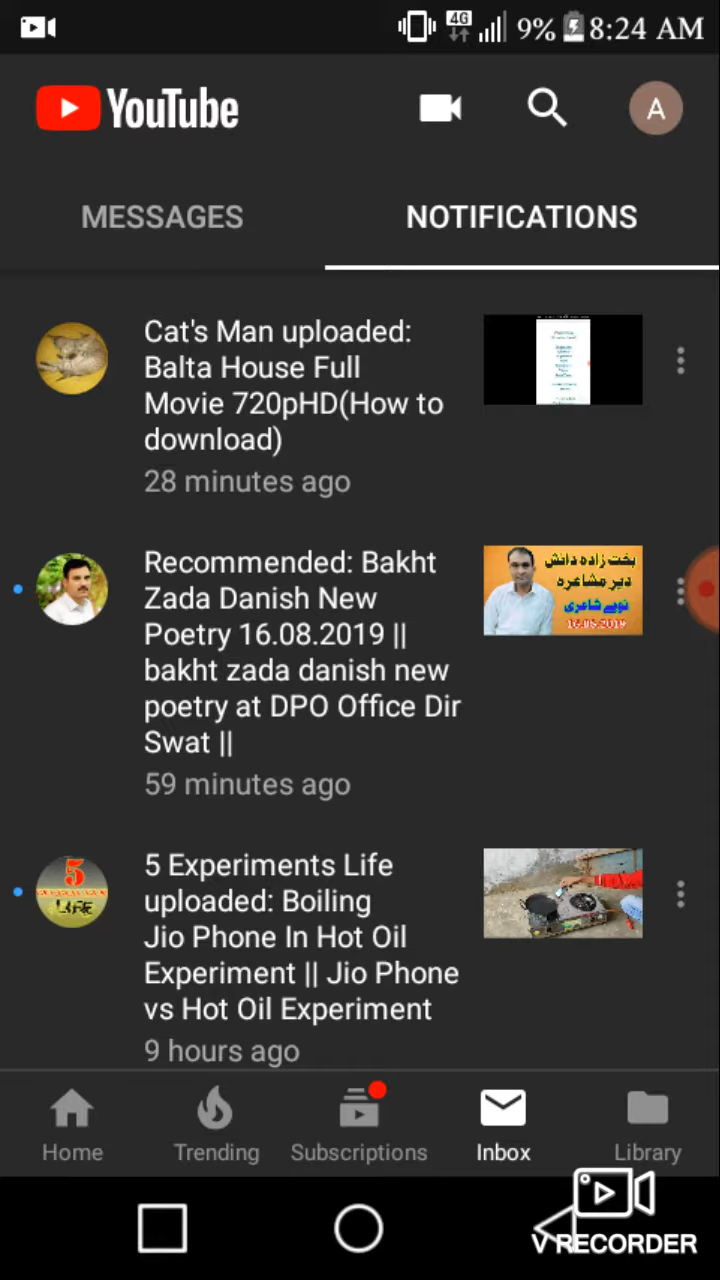 4G 9% 8:24 AM
YouTube A
MESSAGES NOTIFICATIONS
Cat's Man uploaded:
Balta House Full
Movie 720pHD(How to
download)
28 minutes ago
Recommended: Bakht
Zada Danish New
Poetry 16.08.2019 ||
bakht zada danish new
poetry at DPO Office Dir
Swat ||
59 minutes ago
بخت زاده دانش
دیر مشاعره
نوې شاعری
16.08.2019
5 Experiments Life
uploaded: Boiling
Jio Phone In Hot Oil
Experiment || Jio Phone
vs Hot Oil Experiment
9 hours ago
5
LIFE
Home Trending Subscriptions Inbox Library
V RECORDER